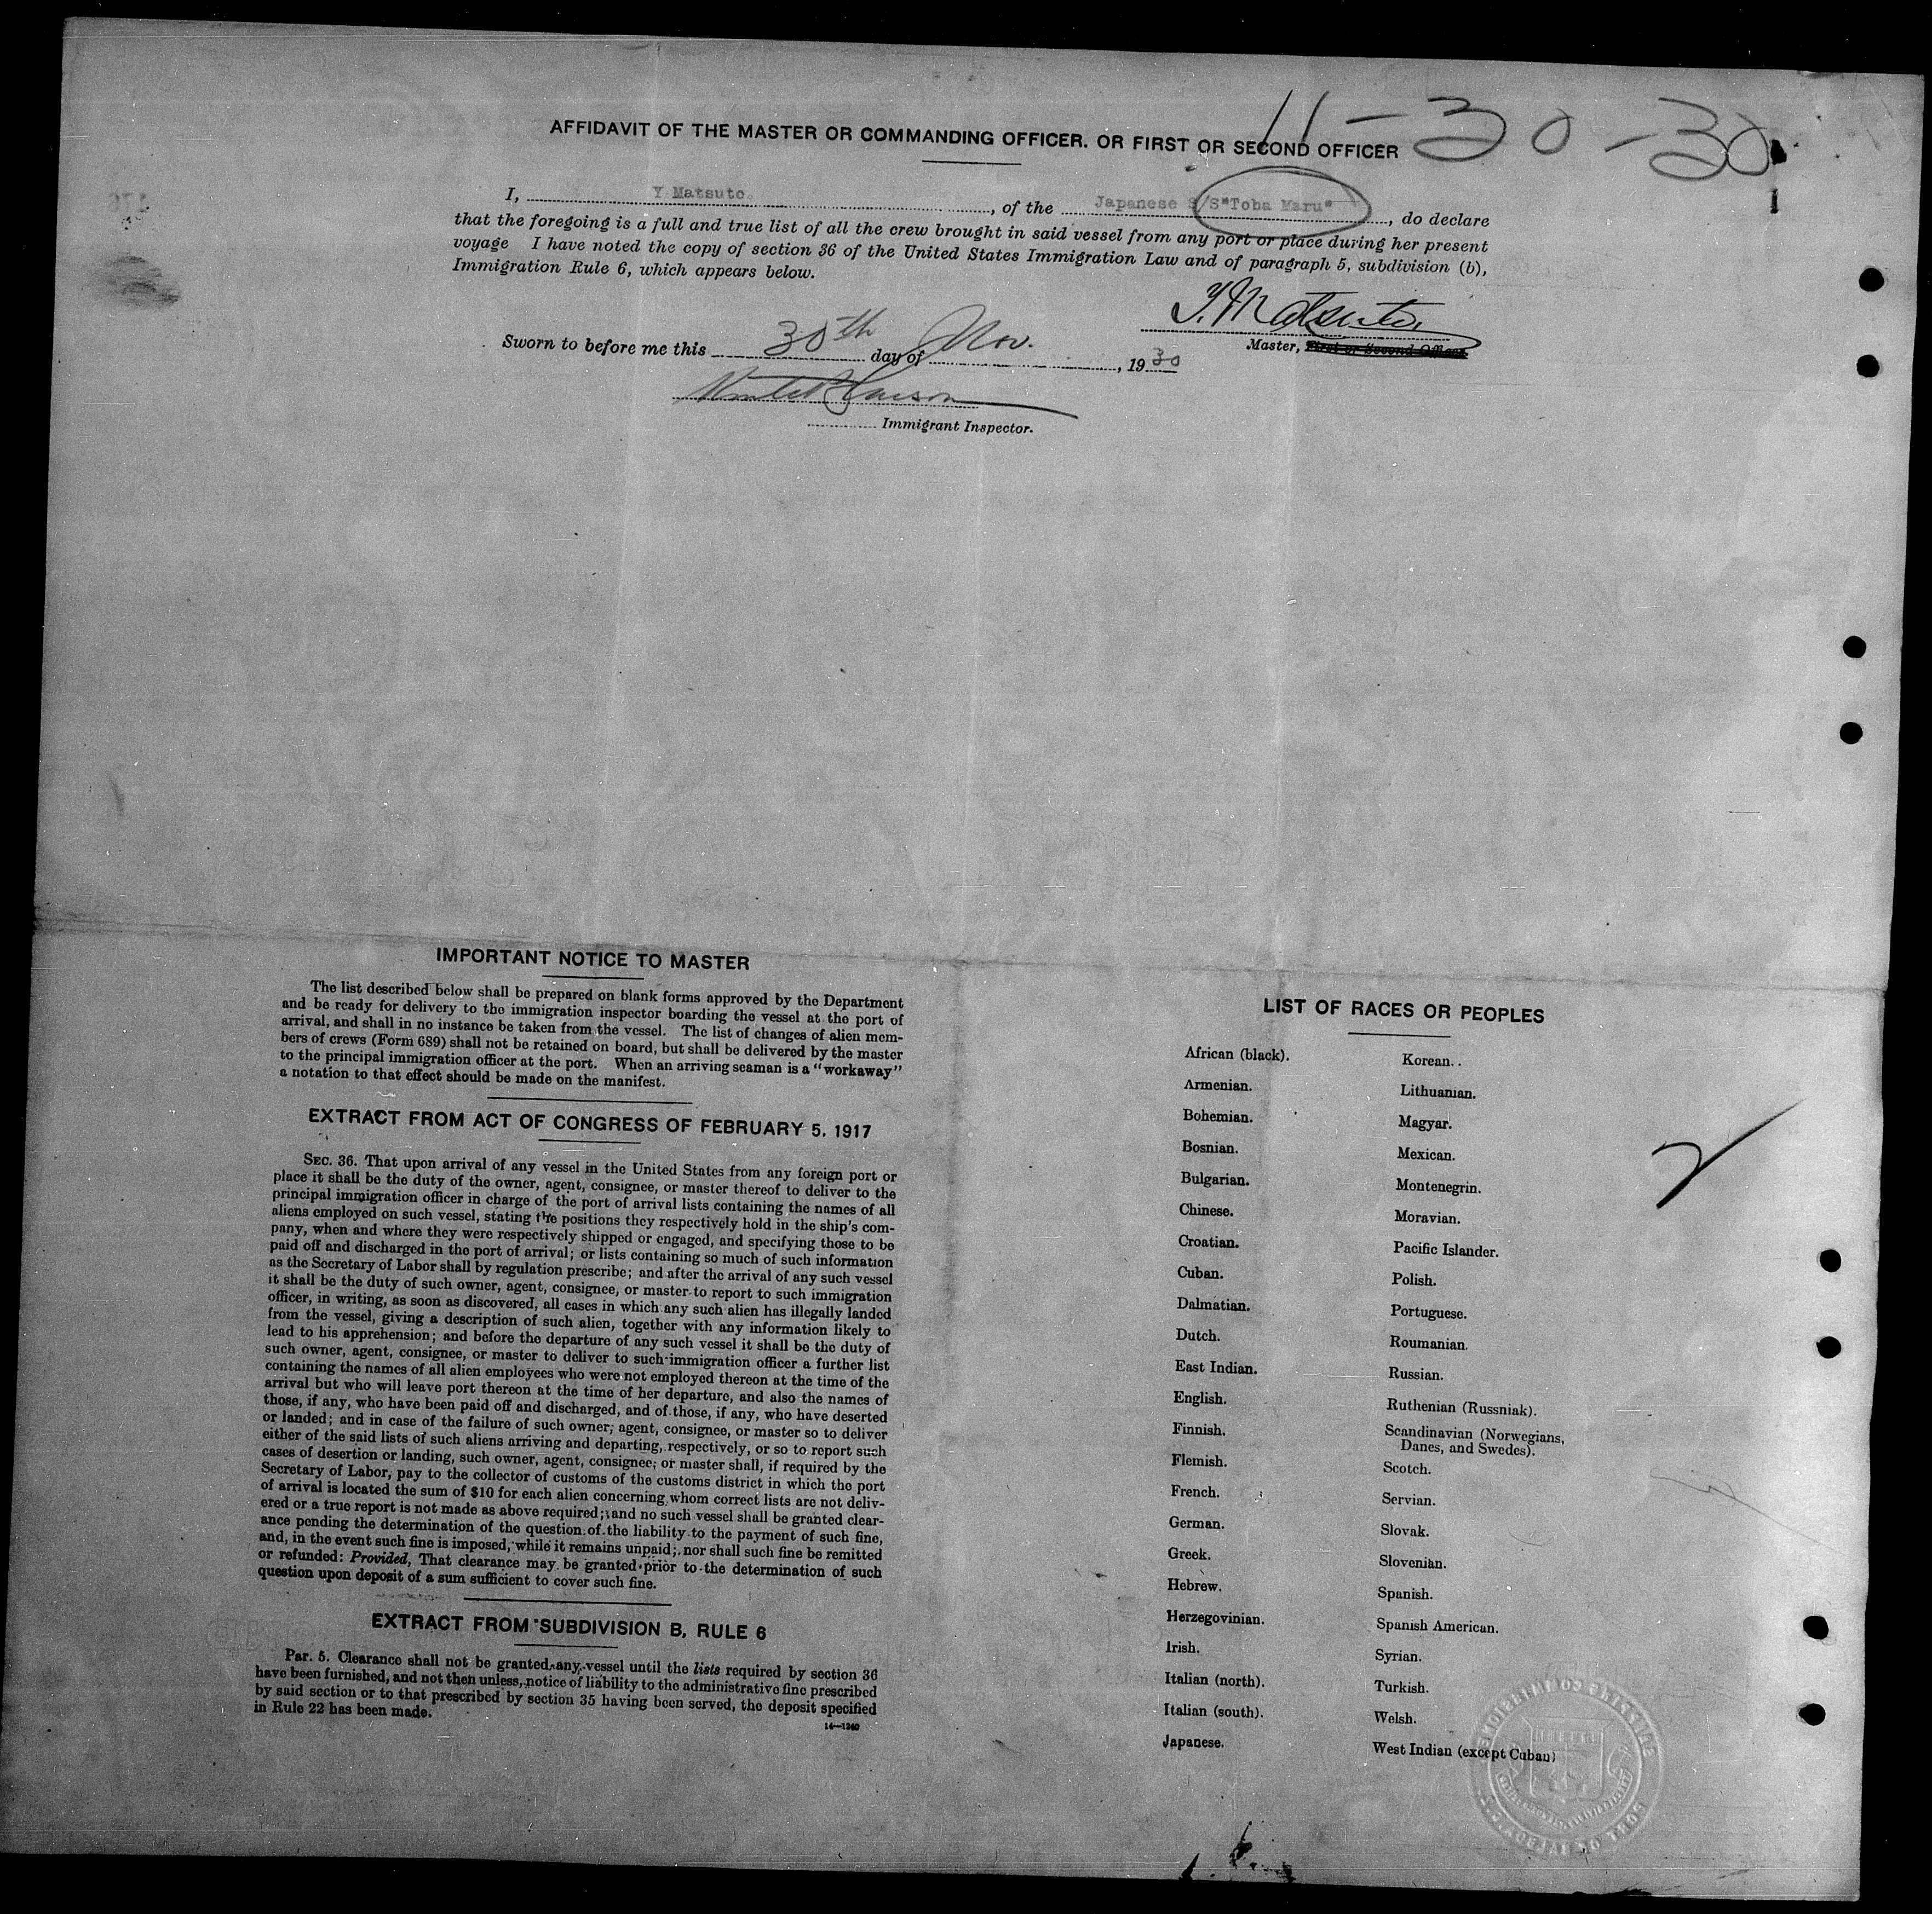 11-30-30
AFFIDAVIT OF THE MASTER OR COMMANDING OFFICER, OR FIRST OR SECOND OFFICER
I, Y Matsuto, of the Japanese S/S "Toba Maru", do declare
that the foregoing is a full and true list of all the crew brought in said vessel from any port or place during her present
voyage I have noted the copy of section 36 of the United States Immigration Law and of paragraph 5, subdivision (b),
Immigration Rule 6, which appears below.
Y. Matsuto
Master, First or Second Officer
Sworn to before me this 30th day of Nov., 1930
Immigrant Inspector.
IMPORTANT NOTICE TO MASTER
The list described below shall be prepared on blank forms approved by the Department
and be ready for delivery to the immigration inspector boarding the vessel at the port of
arrival, and shall in no instance be taken from the vessel. The list of changes of alien mem-
bers of crews (Form 689) shall not be retained on board, but shall be delivered by the master
to the principal immigration officer at the port. When an arriving seaman is a "workaway"
a notation to that effect should be made on the manifest.
EXTRACT FROM ACT OF CONGRESS OF FEBRUARY 5, 1917
SEC. 36. That upon arrival of any vessel in the United States from any foreign port or
place it shall be the duty of the owner, agent, consignee, or master thereof to deliver to the
principal immigration officer in charge of the port of arrival lists containing the names of all
aliens employed on such vessel, stating the positions they respectively hold in the ship's com-
pany, when and where they were respectively shipped or engaged, and specifying those to be
paid off and discharged in the port of arrival; or lists containing so much of such information
as the Secretary of Labor shall by regulation prescribe; and after the arrival of any such vessel
it shall be the duty of such owner, agent, consignee, or master to report to such immigration
officer, in writing, as soon as discovered, all cases in which any such alien has illegally landed
from the vessel, giving a description of such alien, together with any information likely to
lead to his apprehension; and before the departure of any such vessel it shall be the duty of
such owner, agent, consignee, or master to deliver to such immigration officer a further list
containing the names of all alien employees who were not employed thereon at the time of the
arrival but who will leave port thereon at the time of her departure, and also the names of
those, if any, who have been paid off and discharged, and of those, if any, who have deserted
or landed; and in case of the failure of such owner, agent, consignee, or master so to deliver
either of the said lists of such aliens arriving and departing, respectively, or so to report such
cases of desertion or landing, such owner, agent, consignee, or master shall, if required by the
Secretary of Labor, pay to the collector of customs of the customs district in which the port
of arrival is located the sum of $10 for each alien concerning whom correct lists are not deliv-
ered or a true report is not made as above required; and no such vessel shall be granted clear-
ance pending the determination of the question of the liability to the payment of such fine,
and, in the event such fine is imposed, while it remains unpaid; nor shall such fine be remitted
or refunded: Provided, That clearance may be granted prior to the determination of such
question upon deposit of a sum sufficient to cover such fine.
EXTRACT FROM SUBDIVISION B, RULE 6
Par. 5. Clearance shall not be granted any vessel until the lists required by section 36
have been furnished, and not then unless, notice of liability to the administrative fine prescribed
by said section or to that prescribed by section 35 having been served, the deposit specified
in Rule 22 has been made.
14—1240
LIST OF RACES OR PEOPLES
African (black).
Armenian.
Bohemian.
Bosnian.
Bulgarian.
Chinese.
Croatian.
Cuban.
Dalmatian.
Dutch.
East Indian.
English.
Finnish.
Flemish.
French.
German.
Greek.
Hebrew.
Herzegovinian.
Irish.
Italian (north).
Italian (south).
Japanese.
Korean.
Lithuanian.
Magyar.
Mexican.
Montenegrin.
Moravian.
Pacific Islander.
Polish.
Portuguese.
Roumanian.
Russian.
Ruthenian (Russniak).
Scandinavian (Norwegians,
Danes, and Swedes).
Scotch.
Servian.
Slovak.
Slovenian.
Spanish.
Spanish American.
Syrian.
Turkish.
Welsh.
West Indian (except Cuban)